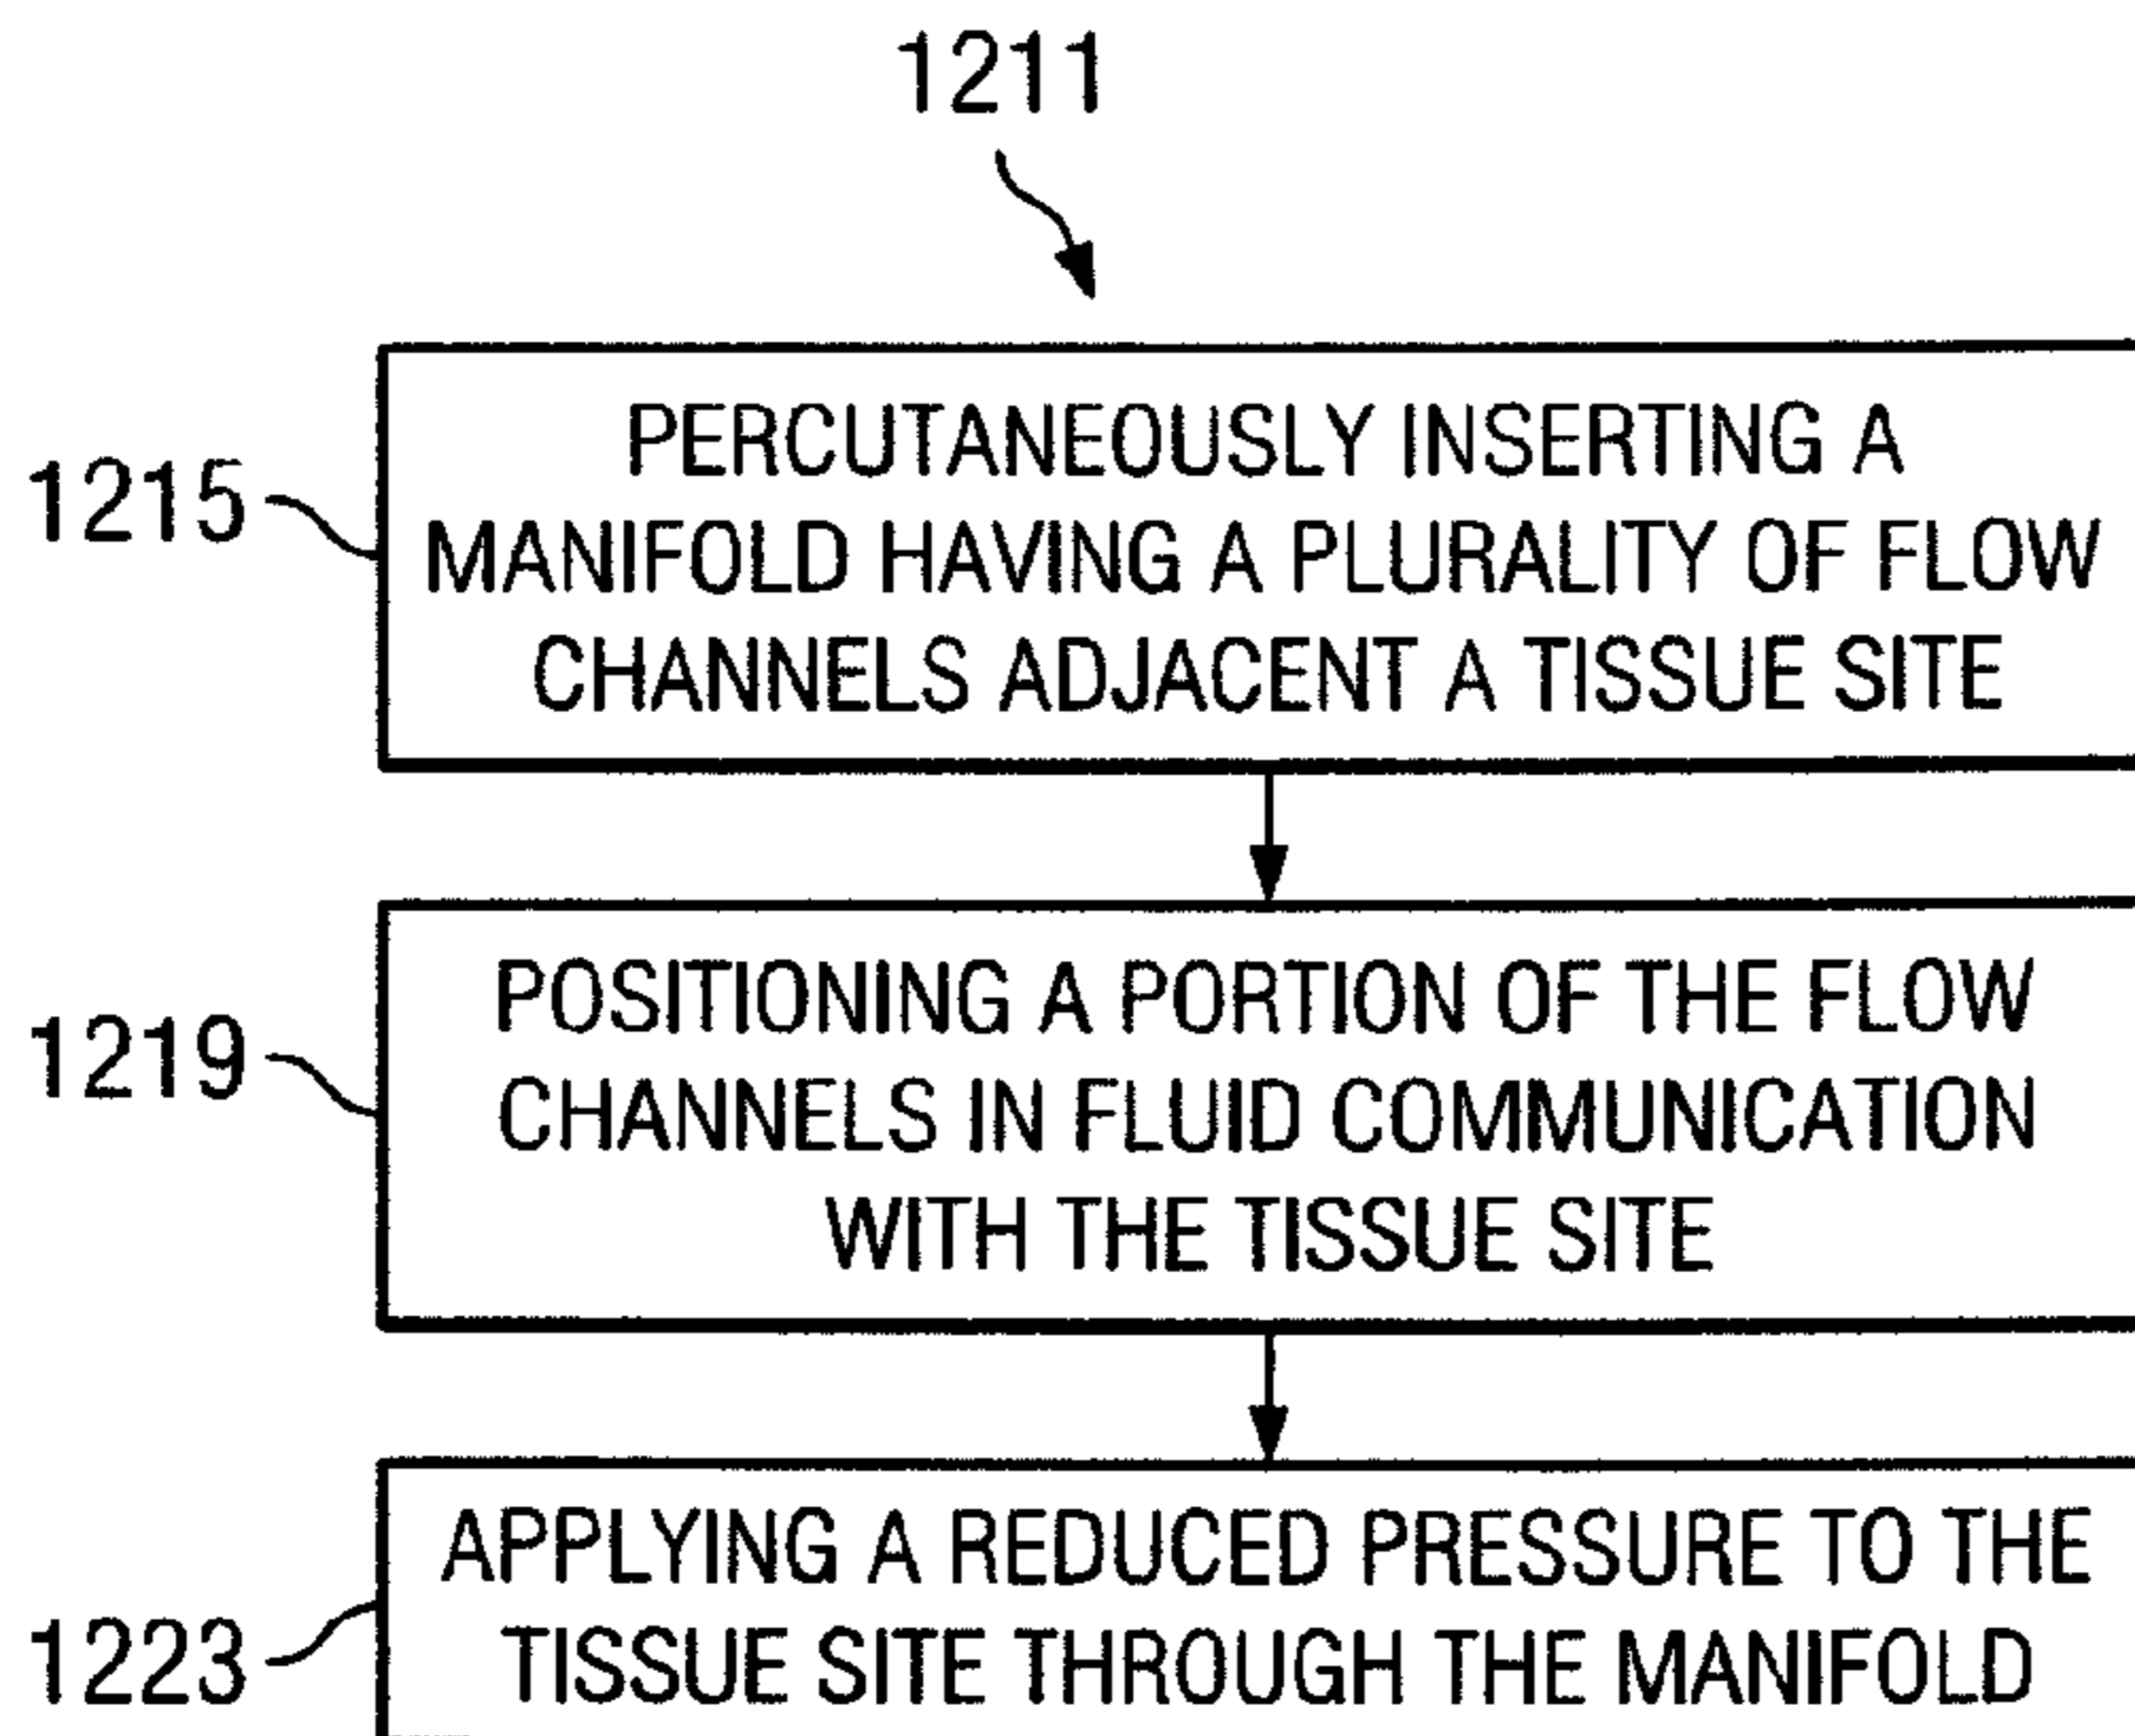 1211
1215
PERCUTANEOUSLY INSERTING A
MANIFOLD HAVING A PLURALITY OF FLOW
CHANNELS ADJACENT A TISSUE SITE
1219
POSITIONING A PORTION OF THE FLOW
CHANNELS IN FLUID COMMUNICATION
WITH THE TISSUE SITE
1223
APPLYING A REDUCED PRESSURE TO THE
TISSUE SITE THROUGH THE MANIFOLD